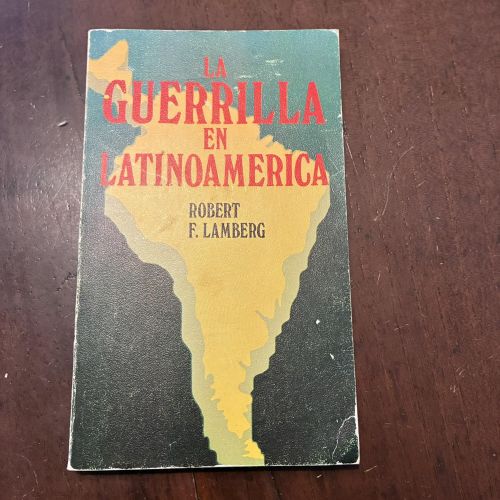 LA
GUERRILLA
EN
LATINOAMERICA
ROBERT
F. LAMBERG